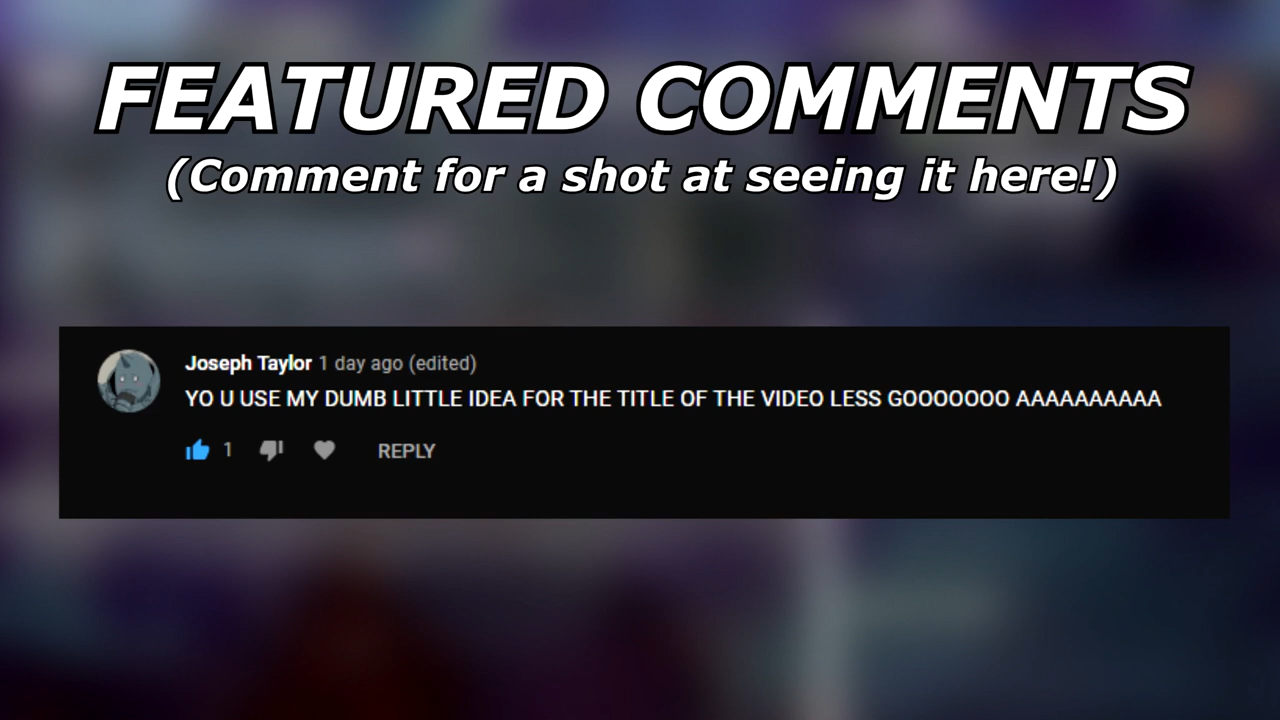 FEATURED COMMENTS
(Comment for a shot at seeing it here!)
Joseph Taylor 1 day ago (edited)
YO U USE MY DUMB LITTLE IDEA FOR THE TITLE OF THE VIDEO LESS GOOOOOOO AAAAAAAAAA
1 REPLY